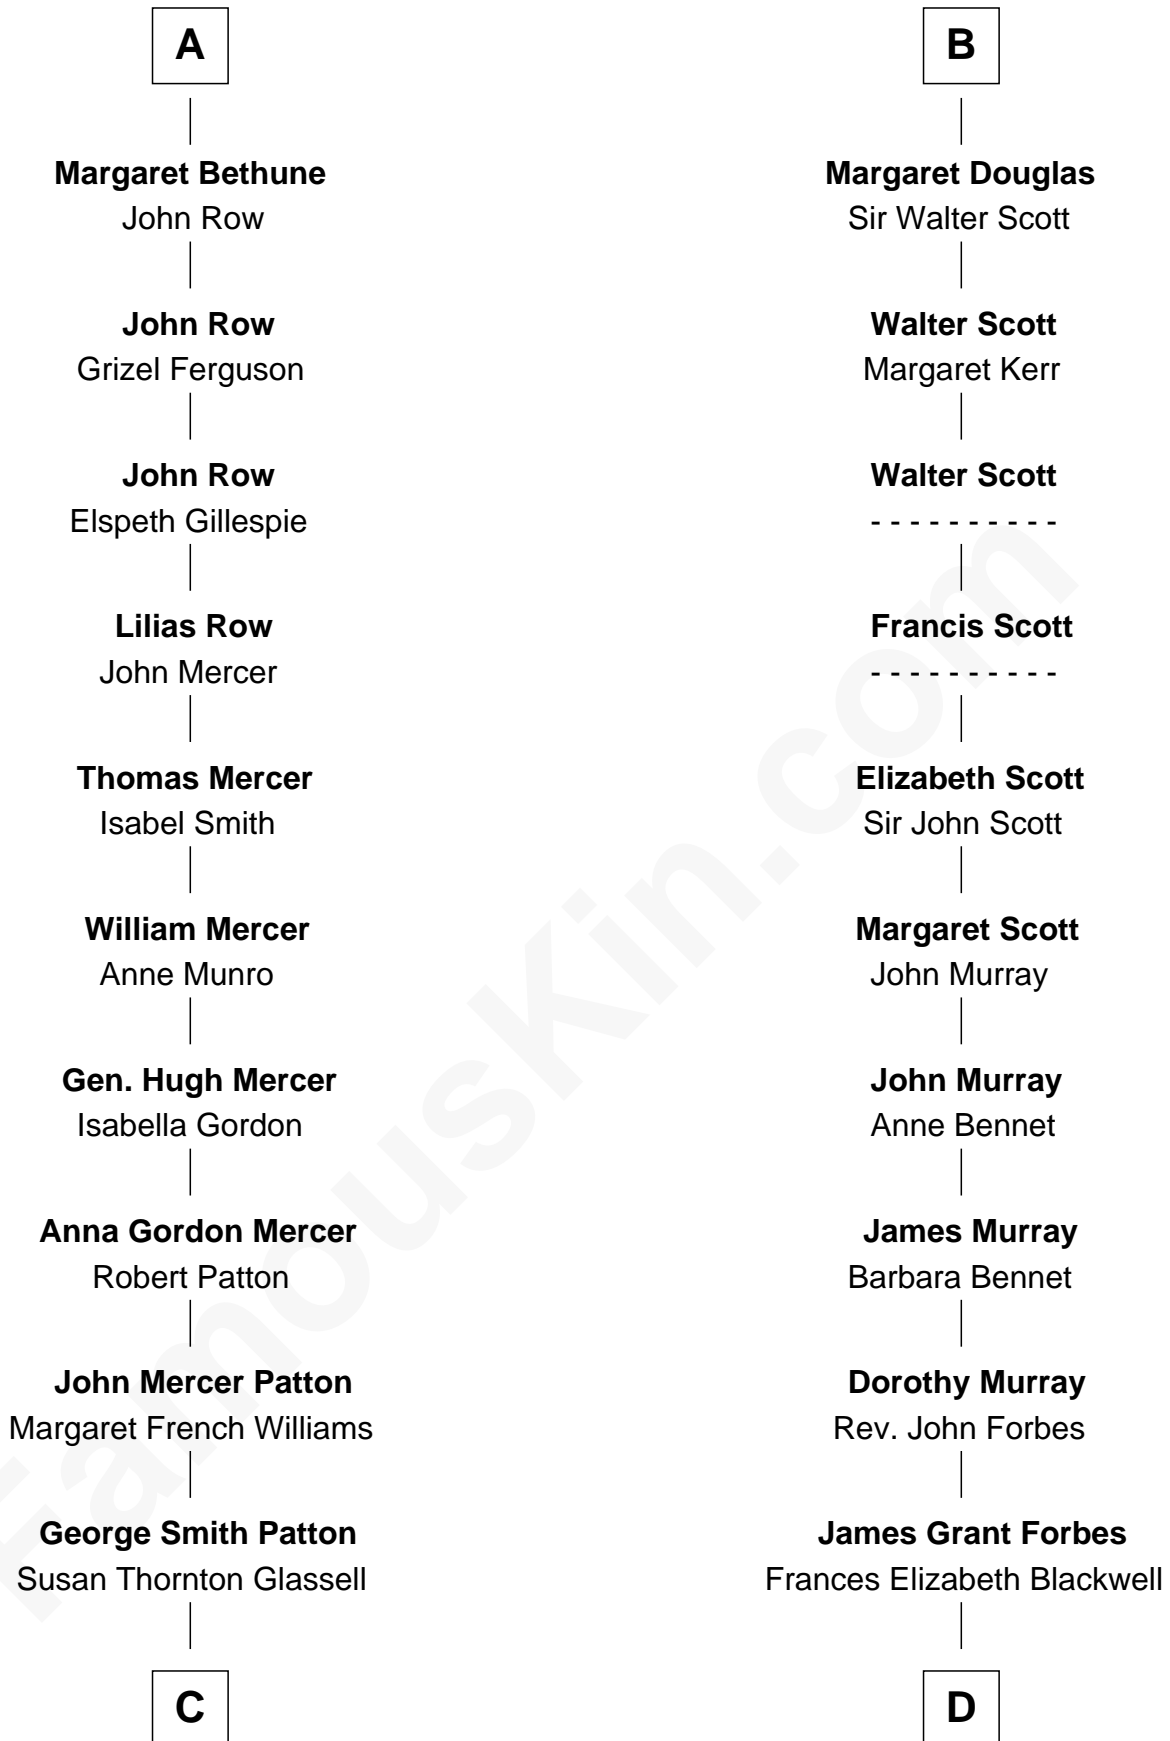 A
Margaret Bethune
John Row
John Row
Grizel Ferguson
John Row
Elspeth Gillespie
Lilias Row
John Mercer
Thomas Mercer
Isabel Smith
William Mercer
Anne Munro
Gen. Hugh Mercer
Isabella Gordon
Anna Gordon Mercer
Robert Patton
John Mercer Patton
Margaret French Williams
George Smith Patton
Susan Thornton Glassell
C
B
Margaret Douglas
Sir Walter Scott
Walter Scott
Margaret Kerr
Walter Scott
- - - - - - - - - -
Francis Scott
- - - - - - - - - -
Elizabeth Scott
Sir John Scott
Margaret Scott
John Murray
John Murray
Anne Bennet
James Murray
Barbara Bennet
Dorothy Murray
Rev. John Forbes
James Grant Forbes
Frances Elizabeth Blackwell
D
FamousKin.com